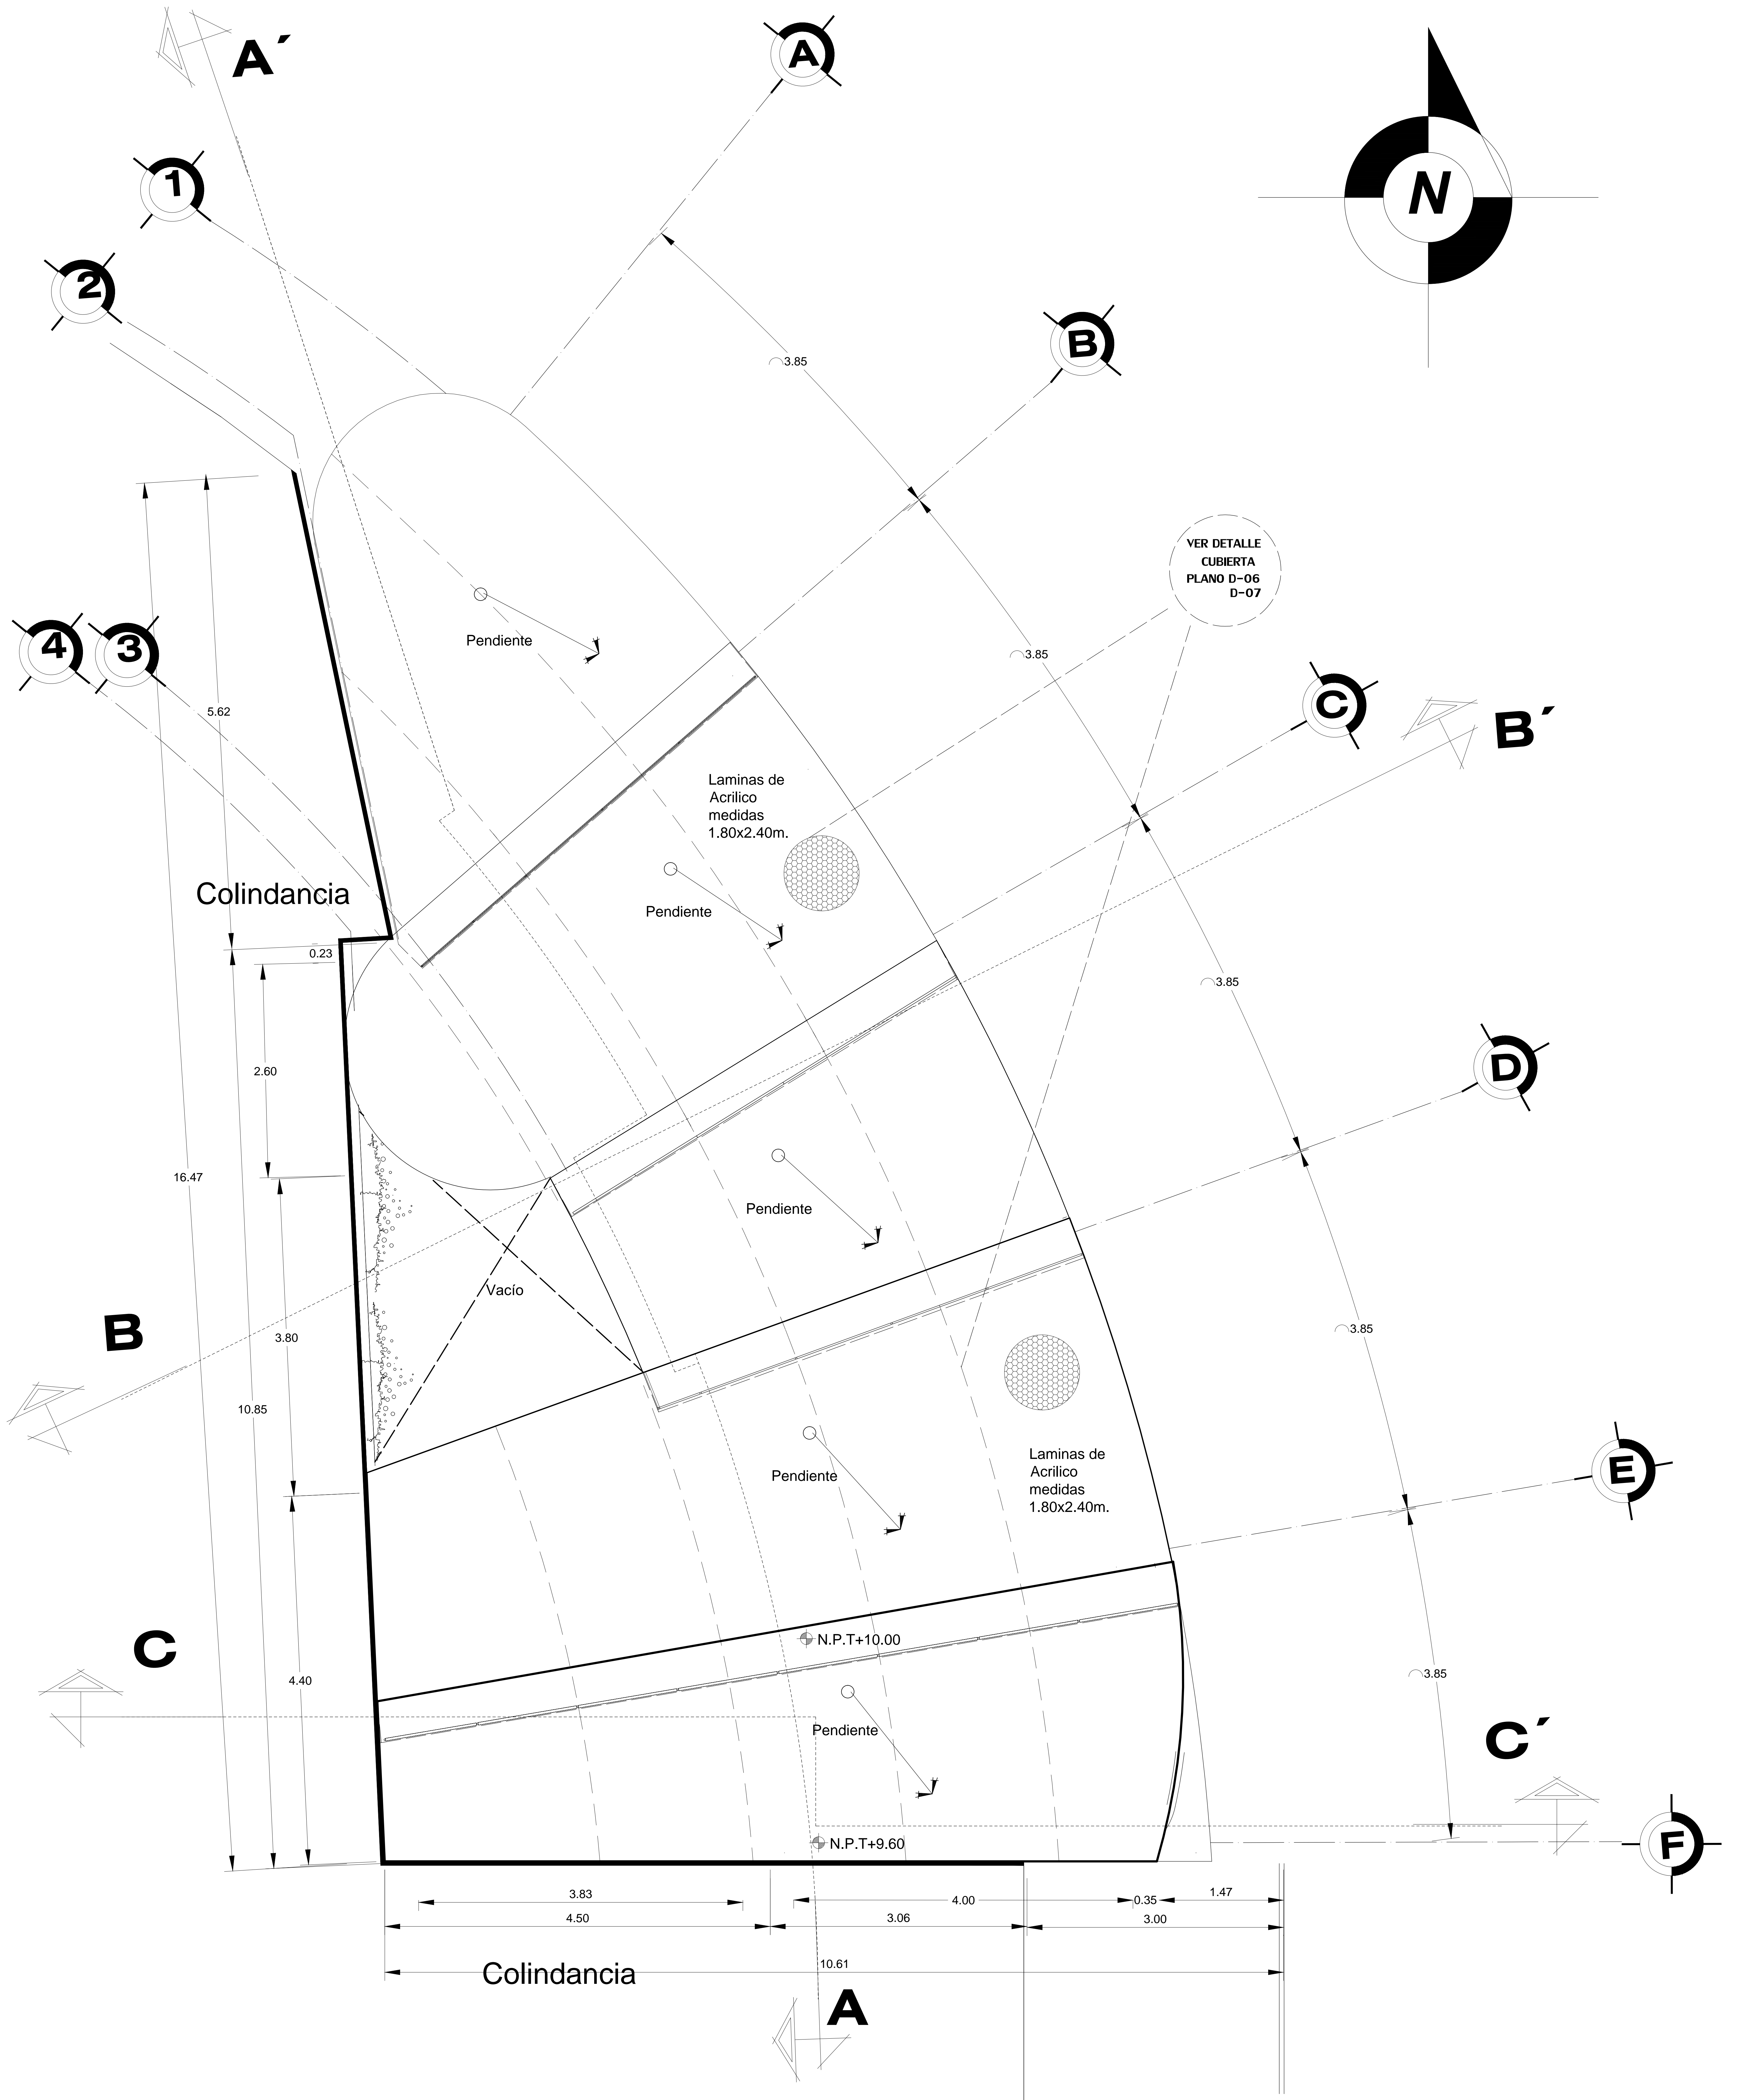 A´
A
1
N
2
B
3.85
VER DETALLE
CUBIERTA
PLANO D-06
D-07
4
3
Pendiente
3.85
C
B´
5.62
Laminas de
Acrilico
medidas
1.80x2.40m.
Colindancia
Pendiente
0.23
3.85
2.60
D
16.47
Pendiente
Vacío
B
3.80
3.85
10.85
Laminas de
Acrilico
medidas
1.80x2.40m.
Pendiente
E
C
N.P.T+10.00
4.40
3.85
Pendiente
C´
N.P.T+9.60
F
3.83
4.00
0.35
1.47
4.50
3.06
3.00
10.61
Colindancia
A